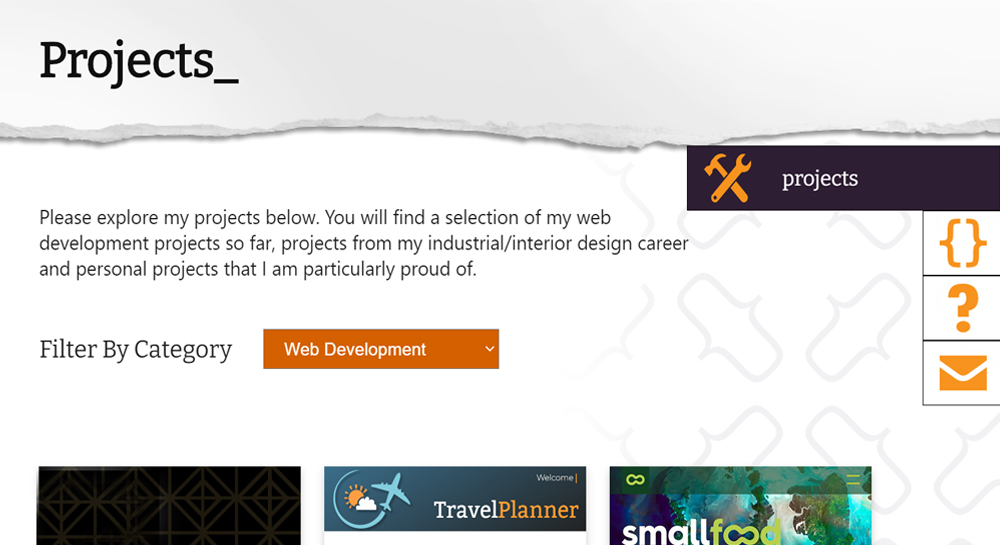 Projects_
projects
Please explore my projects below. You will find a selection of my web
development projects so far, projects from my industrial/interior design career
and personal projects that I am particularly proud of.
Filter By Category
Web Development
Welcome|
TravelPlanner
smallfood